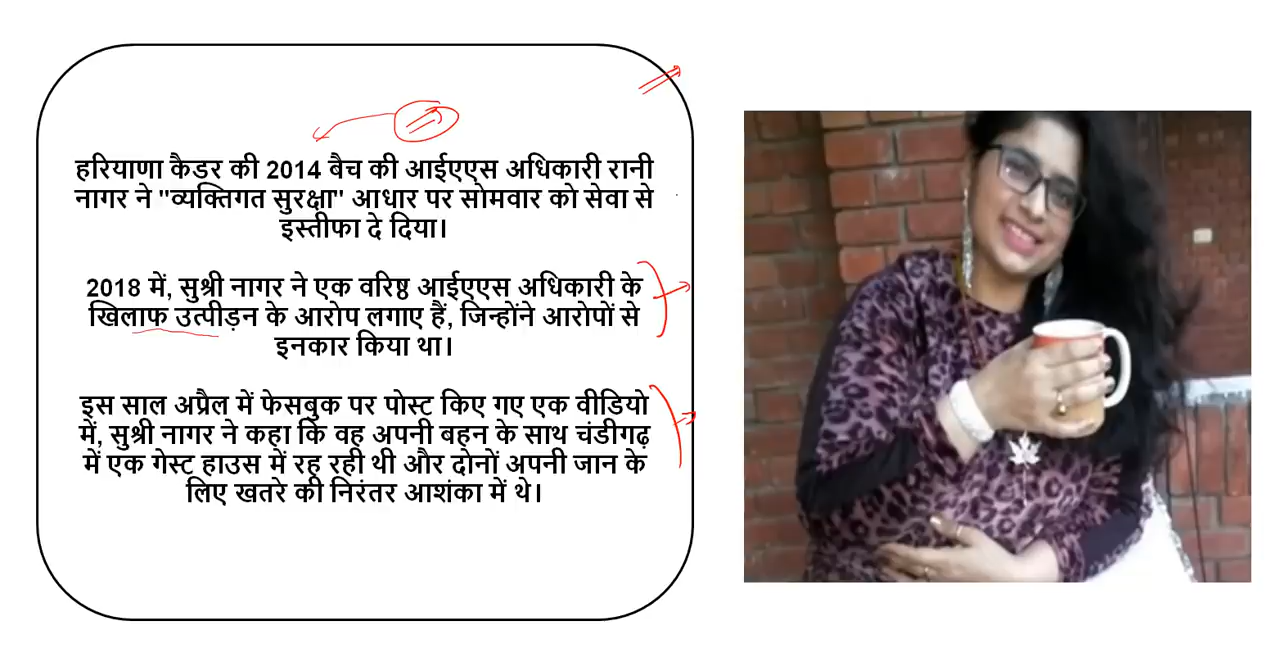 हरियाणा कैडर की 2014 बैच की आईएएस अधिकारी रानी
नागर ने "व्यक्तिगत सुरक्षा" आधार पर सोमवार को सेवा से
इस्तीफा दे दिया।
2018 में, सुश्री नागर ने एक वरिष्ठ आईएएस अधिकारी के
खिलाफ उत्पीड़न के आरोप लगाए हैं, जिन्होंने आरोपों से
इनकार किया था।
इस साल अप्रैल में फेसबुक पर पोस्ट किए गए एक वीडियो
में, सुश्री नागर ने कहा कि वह अपनी बहन के साथ चंडीगढ़
में एक गेस्ट हाउस में रह रही थी और दोनों अपनी जान के
लिए खतरे की निरंतर आशंका में थे।